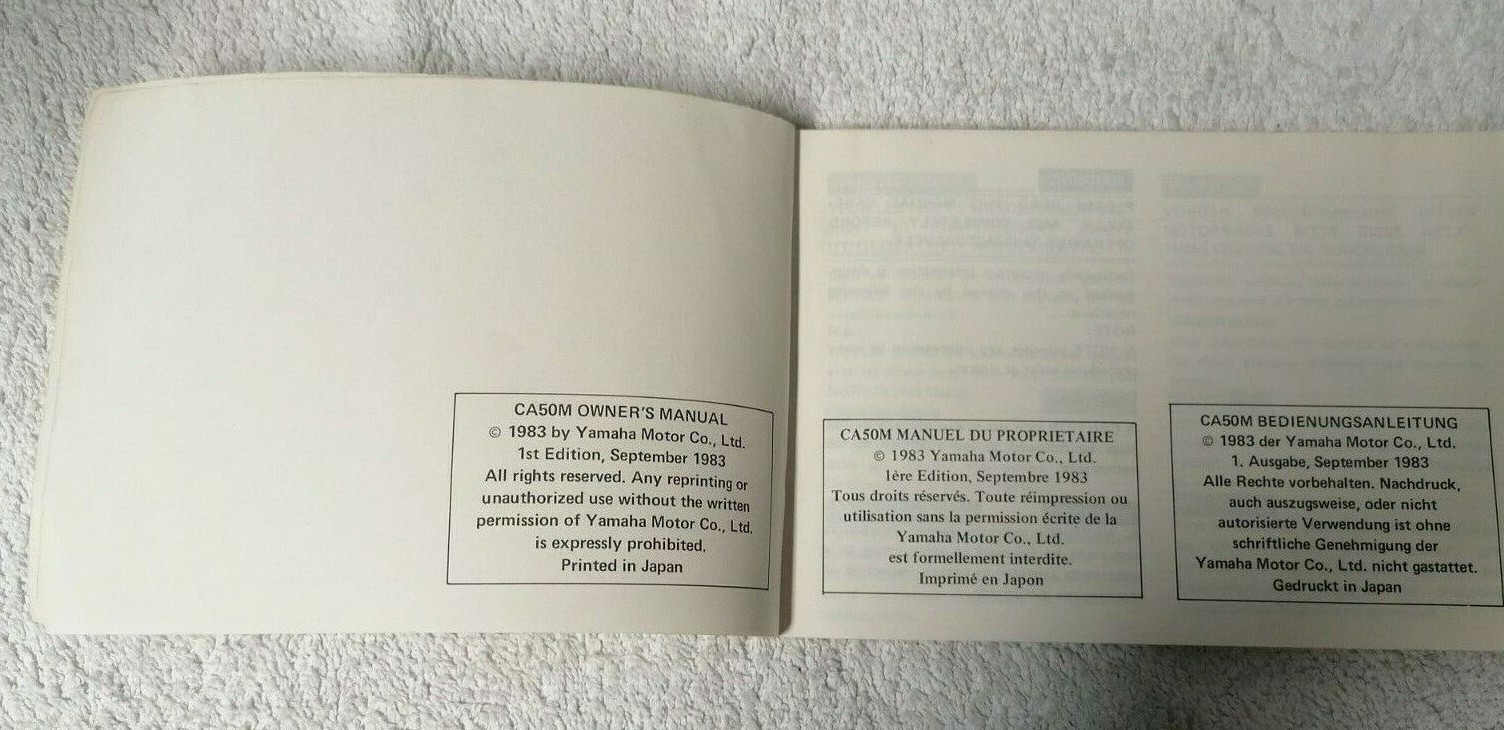 CA50M OWNER'S MANUAL
© 1983 by Yamaha Motor Co., Ltd.
1st Edition, September 1983
All rights reserved. Any reprinting or
unauthorized use without the written
permission of Yamaha Motor Co., Ltd.
is expressly prohibited.
Printed in Japan
CA50M MANUEL DU PROPRIETAIRE
© 1983 Yamaha Motor Co., Ltd.
1ère Edition, Septembre 1983
Tous droits réservés. Toute réimpression ou
utilisation sans la permission écrite de la
Yamaha Motor Co., Ltd.
est formellement interdite.
Imprimé en Japon
CA50M BEDIENUNGSANLEITUNG
© 1983 der Yamaha Motor Co., Ltd.
1. Ausgabe, September 1983
Alle Rechte vorbehalten. Nachdruck,
auch auszugsweise, oder nicht
autorisierte Verwendung ist ohne
schriftliche Genehmigung der
Yamaha Motor Co., Ltd. nicht gastattet.
Gedruckt in Japan